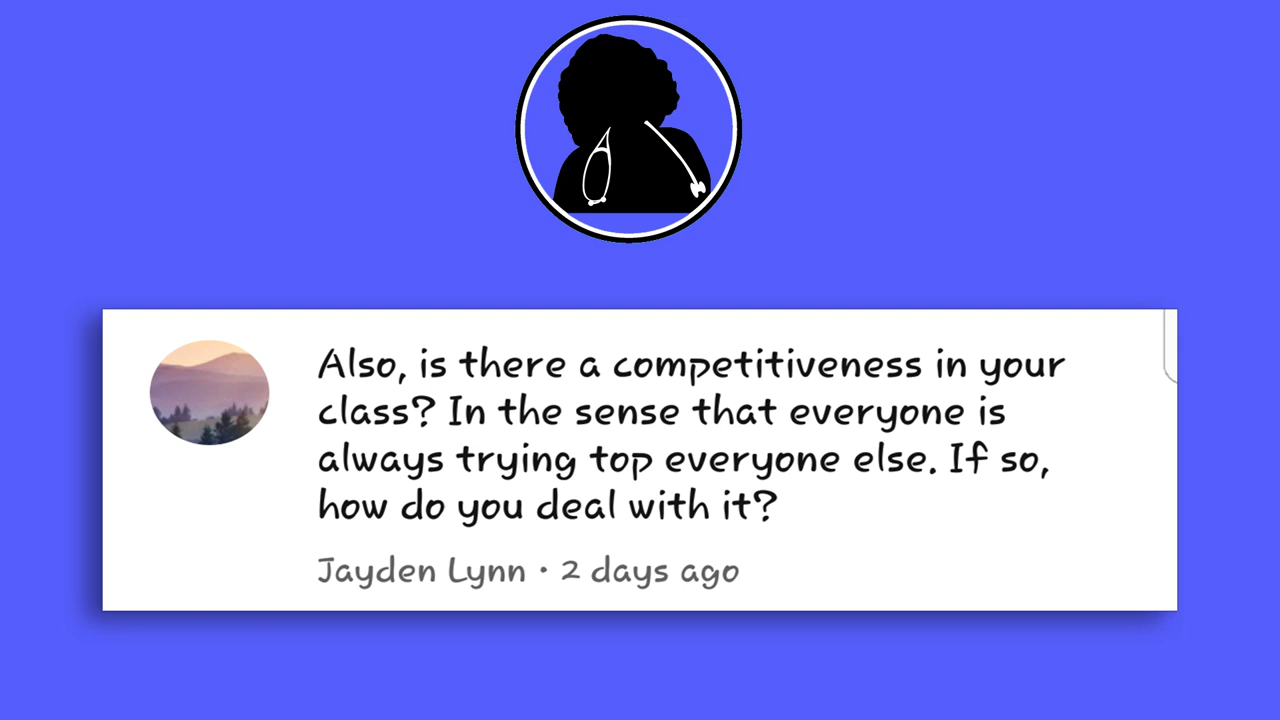 Also, is there a competitiveness in your
class? In the sense that everyone is
always trying top everyone else. If so,
how do you deal with it?
Jayden Lynn • 2 days ago